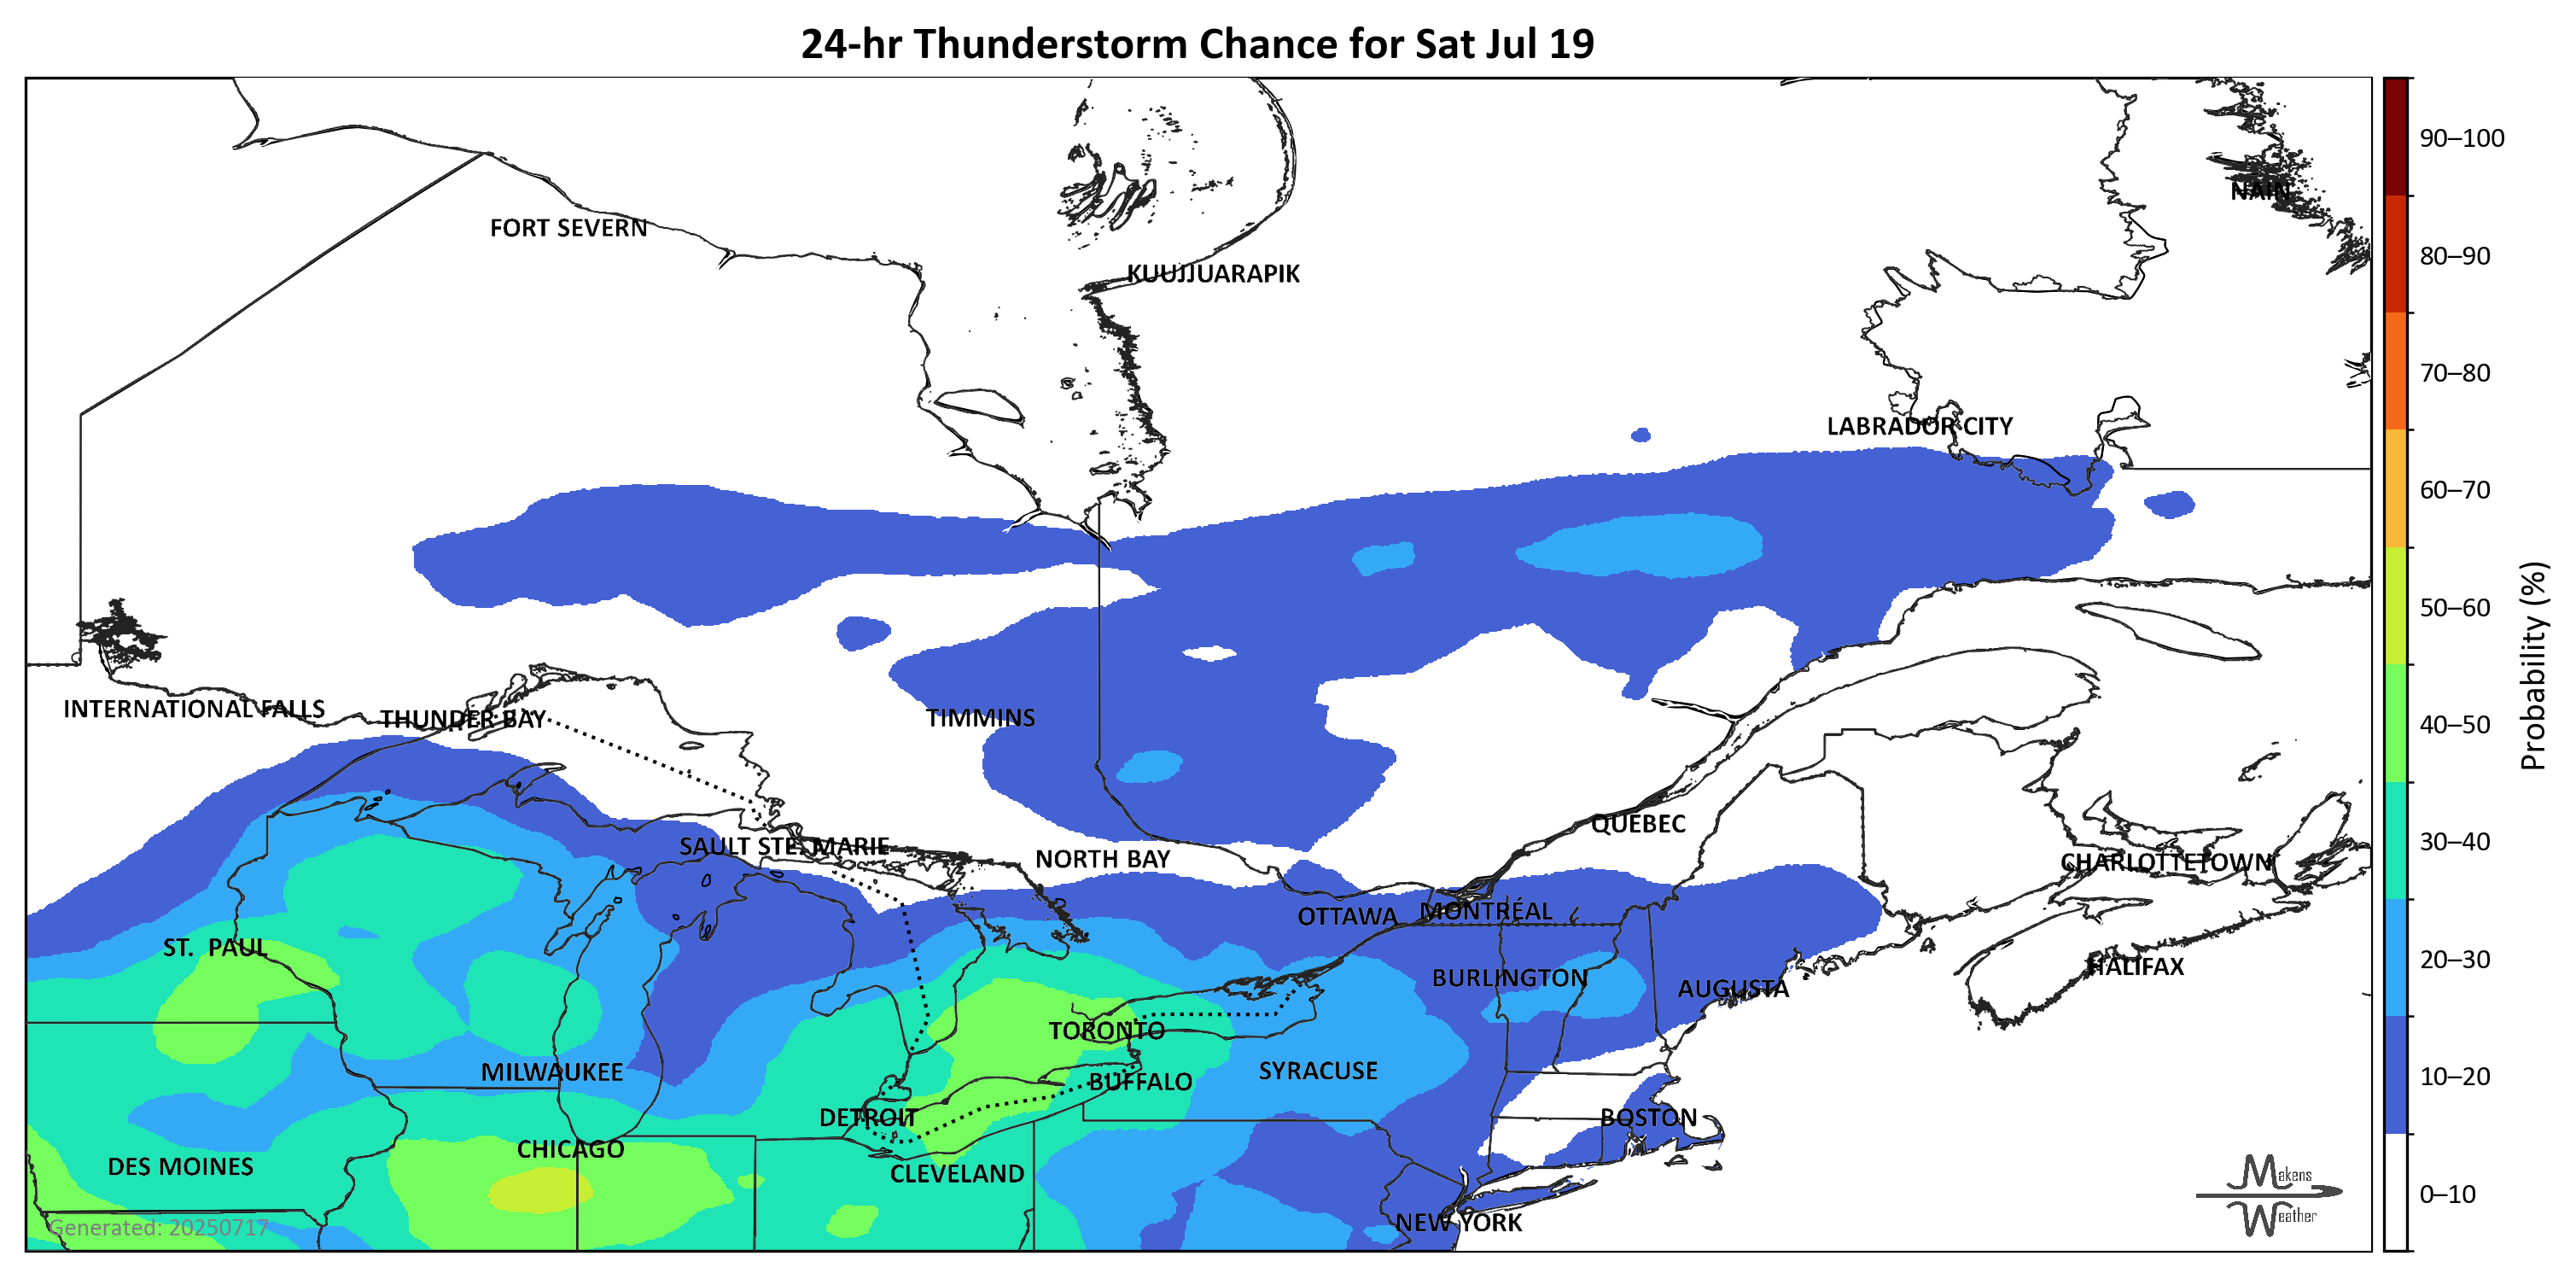 24-hr Thunderstorm Chance for Sat Jul 19
90–100
NAIN
FORT SEVERN
80–90
KUUJJUARAPIK
70–80
LABRADOR CITY
60–70
50–60
Probability (%)
INTERNATIONAL FALLS
THUNDER BAY
TIMMINS
40–50
QUEBEC
SAULT STE. MARIE
NORTH BAY
CHARLOTTETOWN
30–40
OTTAWA
MONTRÉAL
ST. PAUL
20–30
HALIFAX
BURLINGTON
AUGUSTA
TORONTO
MILWAUKEE
BUFFALO
SYRACUSE
10–20
DETROIT
BOSTON
CHICAGO
DES MOINES
CLEVELAND
Makens
Weather
0–10
NEW YORK
Generated: 20250717